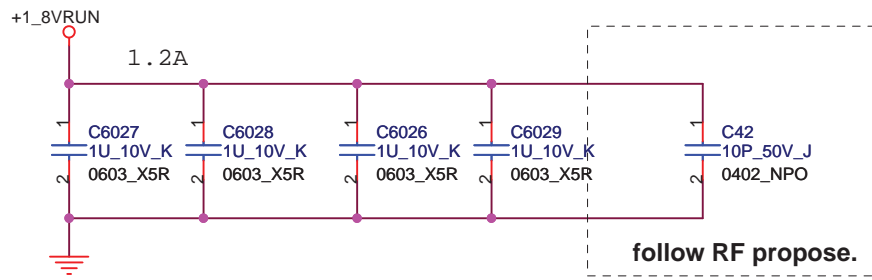 +1_8VRUN
1.2A
1
C6027
1U_10V_K
0603_X5R
2
1
C6028
1U_10V_K
0603_X5R
2
1
C6026
1U_10V_K
0603_X5R
2
1
C6029
1U_10V_K
0603_X5R
2
1
C42
10P_50V_J
0402_NPO
2
follow RF propose.